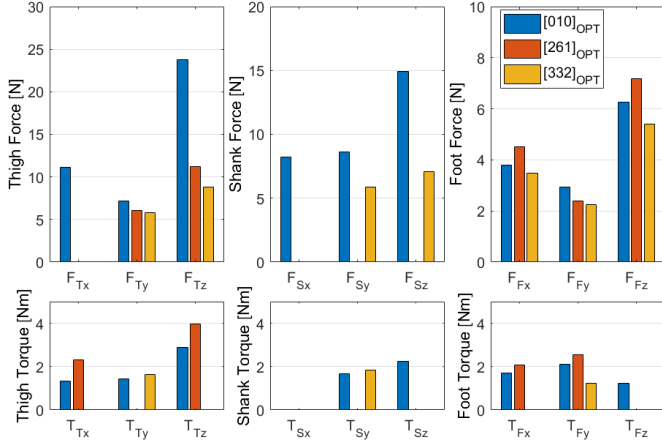 30
25
20
15
10
5
0
Thigh Force [N]
F_Tx F_Ty F_Tz
20
15
10
5
0
Shank Force [N]
F_Sx F_Sy F_Sz
10
8
6
4
2
0
Foot Force [N]
[010]_OPT
[261]_OPT
[332]_OPT
F_Fx F_Fy F_Fz
4
2
0
Thigh Torque [Nm]
T_Tx T_Ty T_Tz
4
2
0
Shank Torque [Nm]
T_Sx T_Sy T_Sz
4
2
0
Foot Torque [Nm]
T_Fx T_Fy T_Fz